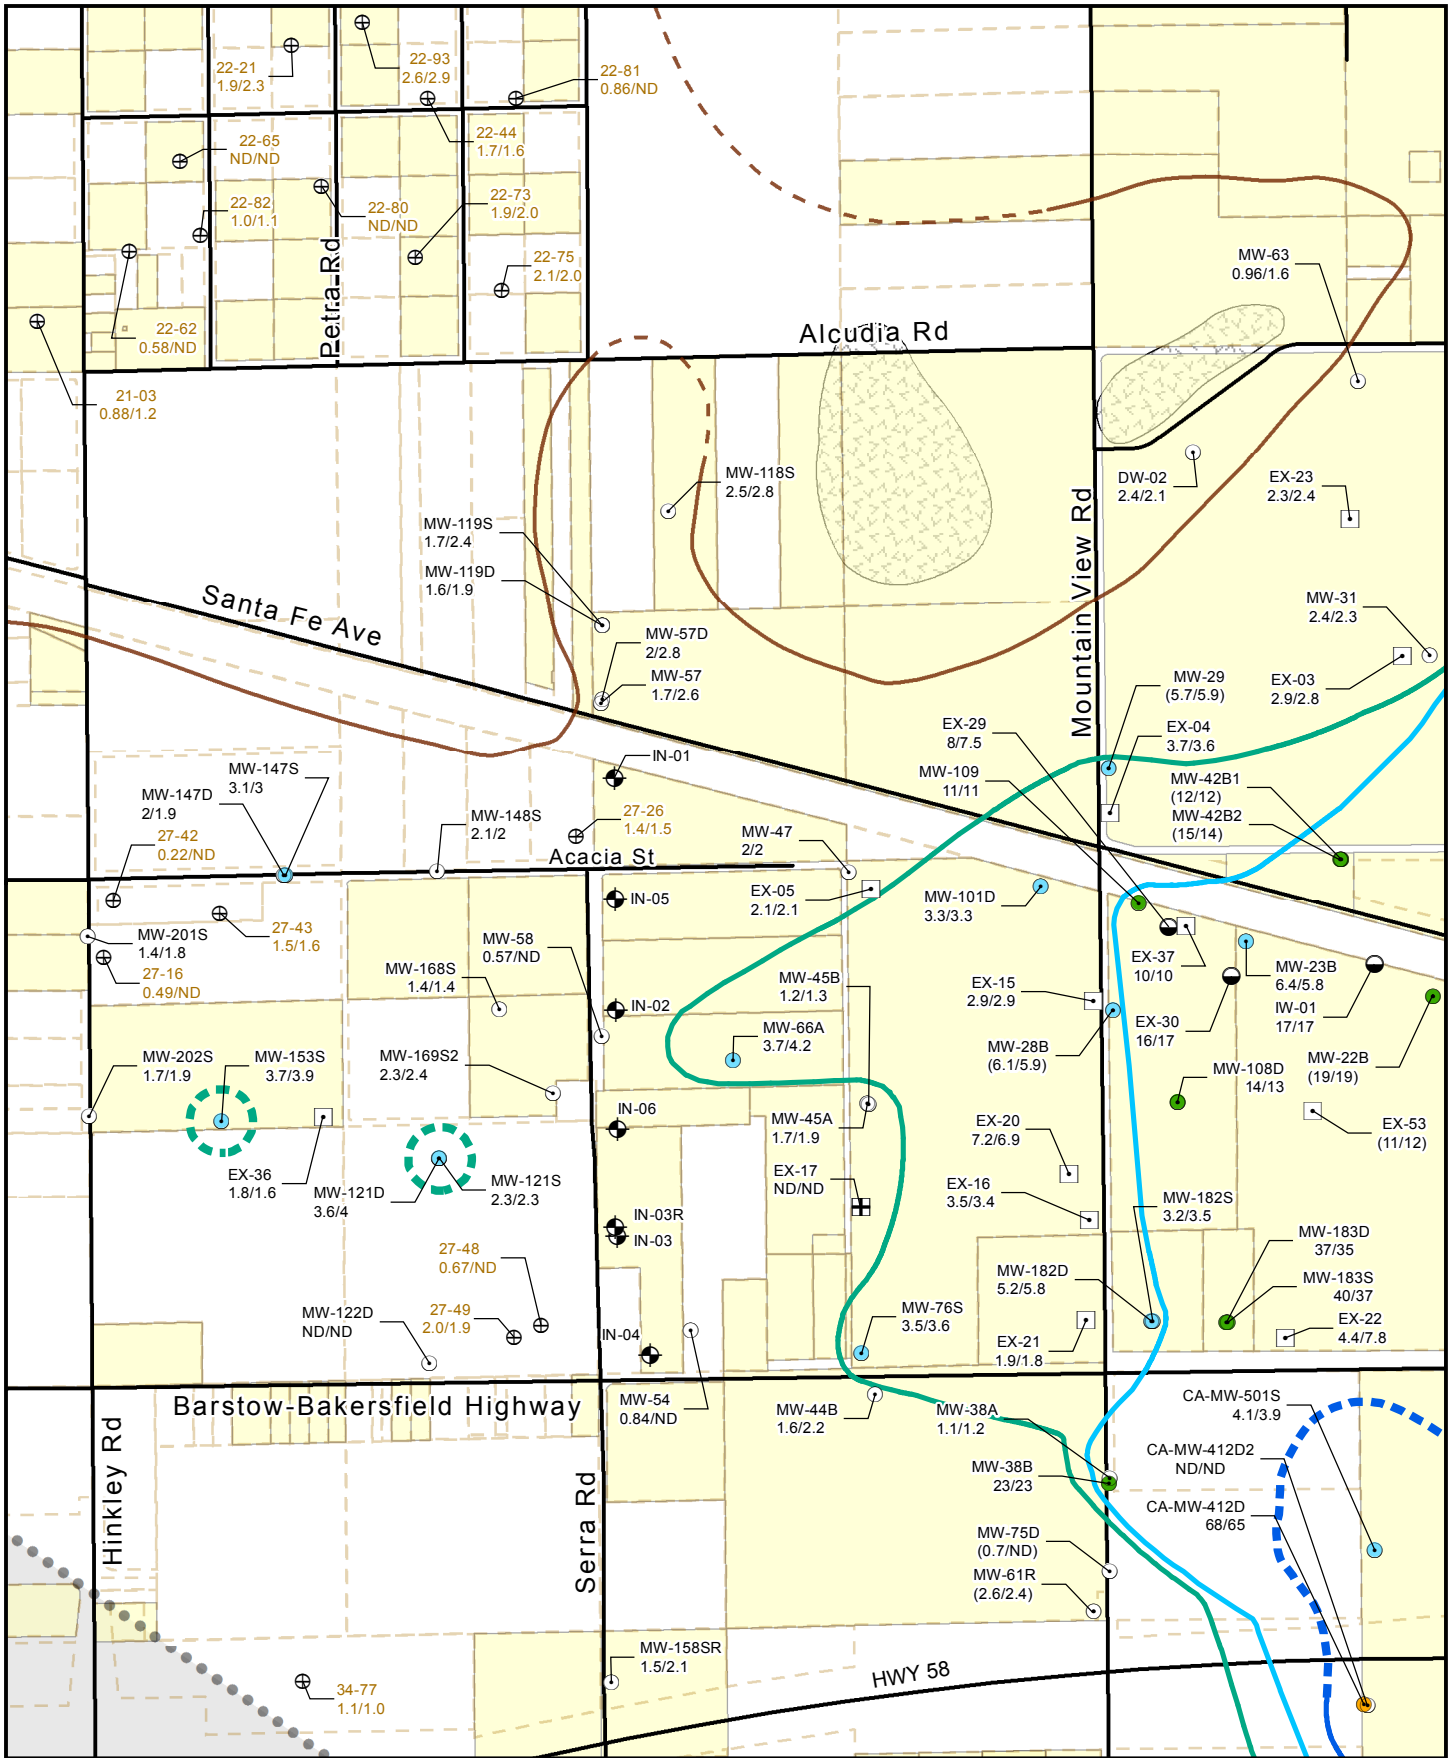 22-21
1.9/2.3
22-93
2.6/2.9
22-81
0.86/ND
22-65
ND/ND
22-44
1.7/1.6
22-82
1.0/1.1
22-80
ND/ND
22-73
1.9/2.0
22-75
2.1/2.0
Petra Rd
22-62
0.58/ND
21-03
0.88/1.2
MW-63
0.96/1.6
Alcudia Rd
MW-118S
2.5/2.8
DW-02
2.4/2.1
EX-23
2.3/2.4
MW-119S
1.7/2.4
MW-119D
1.6/1.9
Mountain View Rd
Santa Fe Ave
MW-57D
2/2.8
MW-57
1.7/2.6
MW-31
2.4/2.3
EX-03
2.9/2.8
MW-29
(5.7/5.9)
EX-29
8/7.5
EX-04
3.7/3.6
MW-109
11/11
MW-42B1
(12/12)
MW-42B2
(15/14)
IN-01
MW-147S
3.1/3
MW-147D
2/1.9
27-42
0.22/ND
MW-148S
2.1/2
27-26
1.4/1.5
MW-47
2/2
Acacia St
EX-05
2.1/2.1
MW-101D
3.3/3.3
IN-05
27-43
1.5/1.6
MW-201S
1.4/1.8
27-16
0.49/ND
MW-58
0.57/ND
MW-168S
1.4/1.4
MW-45B
1.2/1.3
EX-15
2.9/2.9
EX-37
10/10
MW-23B
6.4/5.8
EX-30
16/17
IW-01
17/17
IN-02
MW-66A
3.7/4.2
MW-28B
(6.1/5.9)
MW-22B
(19/19)
MW-202S
1.7/1.9
MW-153S
3.7/3.9
MW-169S2
2.3/2.4
MW-108D
14/13
IN-06
MW-45A
1.7/1.9
EX-20
7.2/6.9
EX-53
(11/12)
EX-36
1.8/1.6
MW-121D
3.6/4
MW-121S
2.3/2.3
EX-17
ND/ND
EX-16
3.5/3.4
MW-182S
3.2/3.5
IN-03R
IN-03
MW-183D
37/35
27-48
0.67/ND
MW-182D
5.2/5.8
MW-183S
40/37
MW-122D
ND/ND
27-49
2.0/1.9
IN-04
MW-76S
3.5/3.6
EX-21
1.9/1.8
EX-22
4.4/7.8
Barstow-Bakersfield Highway
MW-54
0.84/ND
MW-44B
1.6/2.2
MW-38A
1.1/1.2
CA-MW-501S
4.1/3.9
CA-MW-412D2
ND/ND
MW-38B
23/23
CA-MW-412D
68/65
Hinkley Rd
Serra Rd
MW-75D
(0.7/ND)
MW-61R
(2.6/2.4)
MW-158SR
1.5/2.1
HWY 58
34-77
1.1/1.0